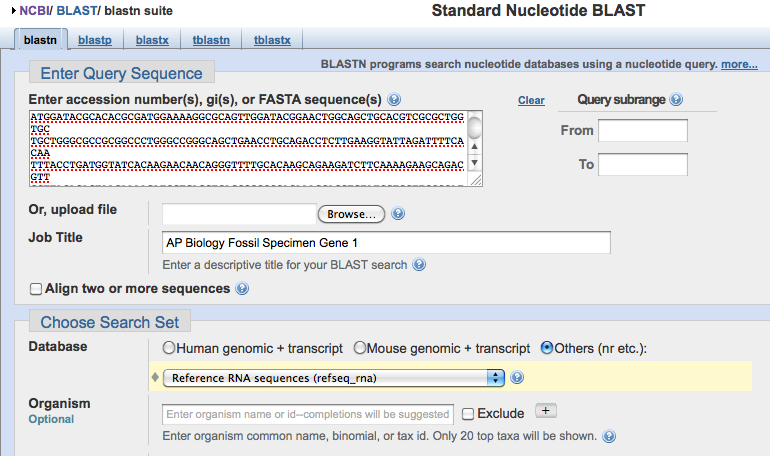 NCBI/ BLAST/ blastn suite
Standard Nucleotide BLAST
blastn
blastp
blastx
tblastn
tblastx
BLASTN programs search nucleotide databases using a nucleotide query. more...
Enter Query Sequence
Enter accession number(s), gi(s), or FASTA sequence(s)
Clear
Query subrange
ATGGATACGCACACGCGATGGAAAAGGCGCAGTTGGATACGGAACTGGCAGCTGCACGTCGCGCTGG
TGC
TGCTGGGCGCCGCGGCCCTGGGCCGGGCAGCTGAACCTGCAGACCTCTTGAAGGTATTAGATTTTCA
CAA
TTTACCTGATGGTATCACAAGAACAACAGGGTTTTGCACAAGCAGAAGATCTTCAAAAGAAGCAGAC
GTT
From
To
Or, upload file
Browse...
Job Title
AP Biology Fossil Specimen Gene 1
Enter a descriptive title for your BLAST search
Align two or more sequences
Choose Search Set
Database
Human genomic + transcript
Mouse genomic + transcript
Others (nr etc.):
Reference RNA sequences (refseq_rna)
Organism
Optional
Enter organism name or id--completions will be suggested
Exclude
+
Enter organism common name, binomial, or tax id. Only 20 top taxa will be shown.